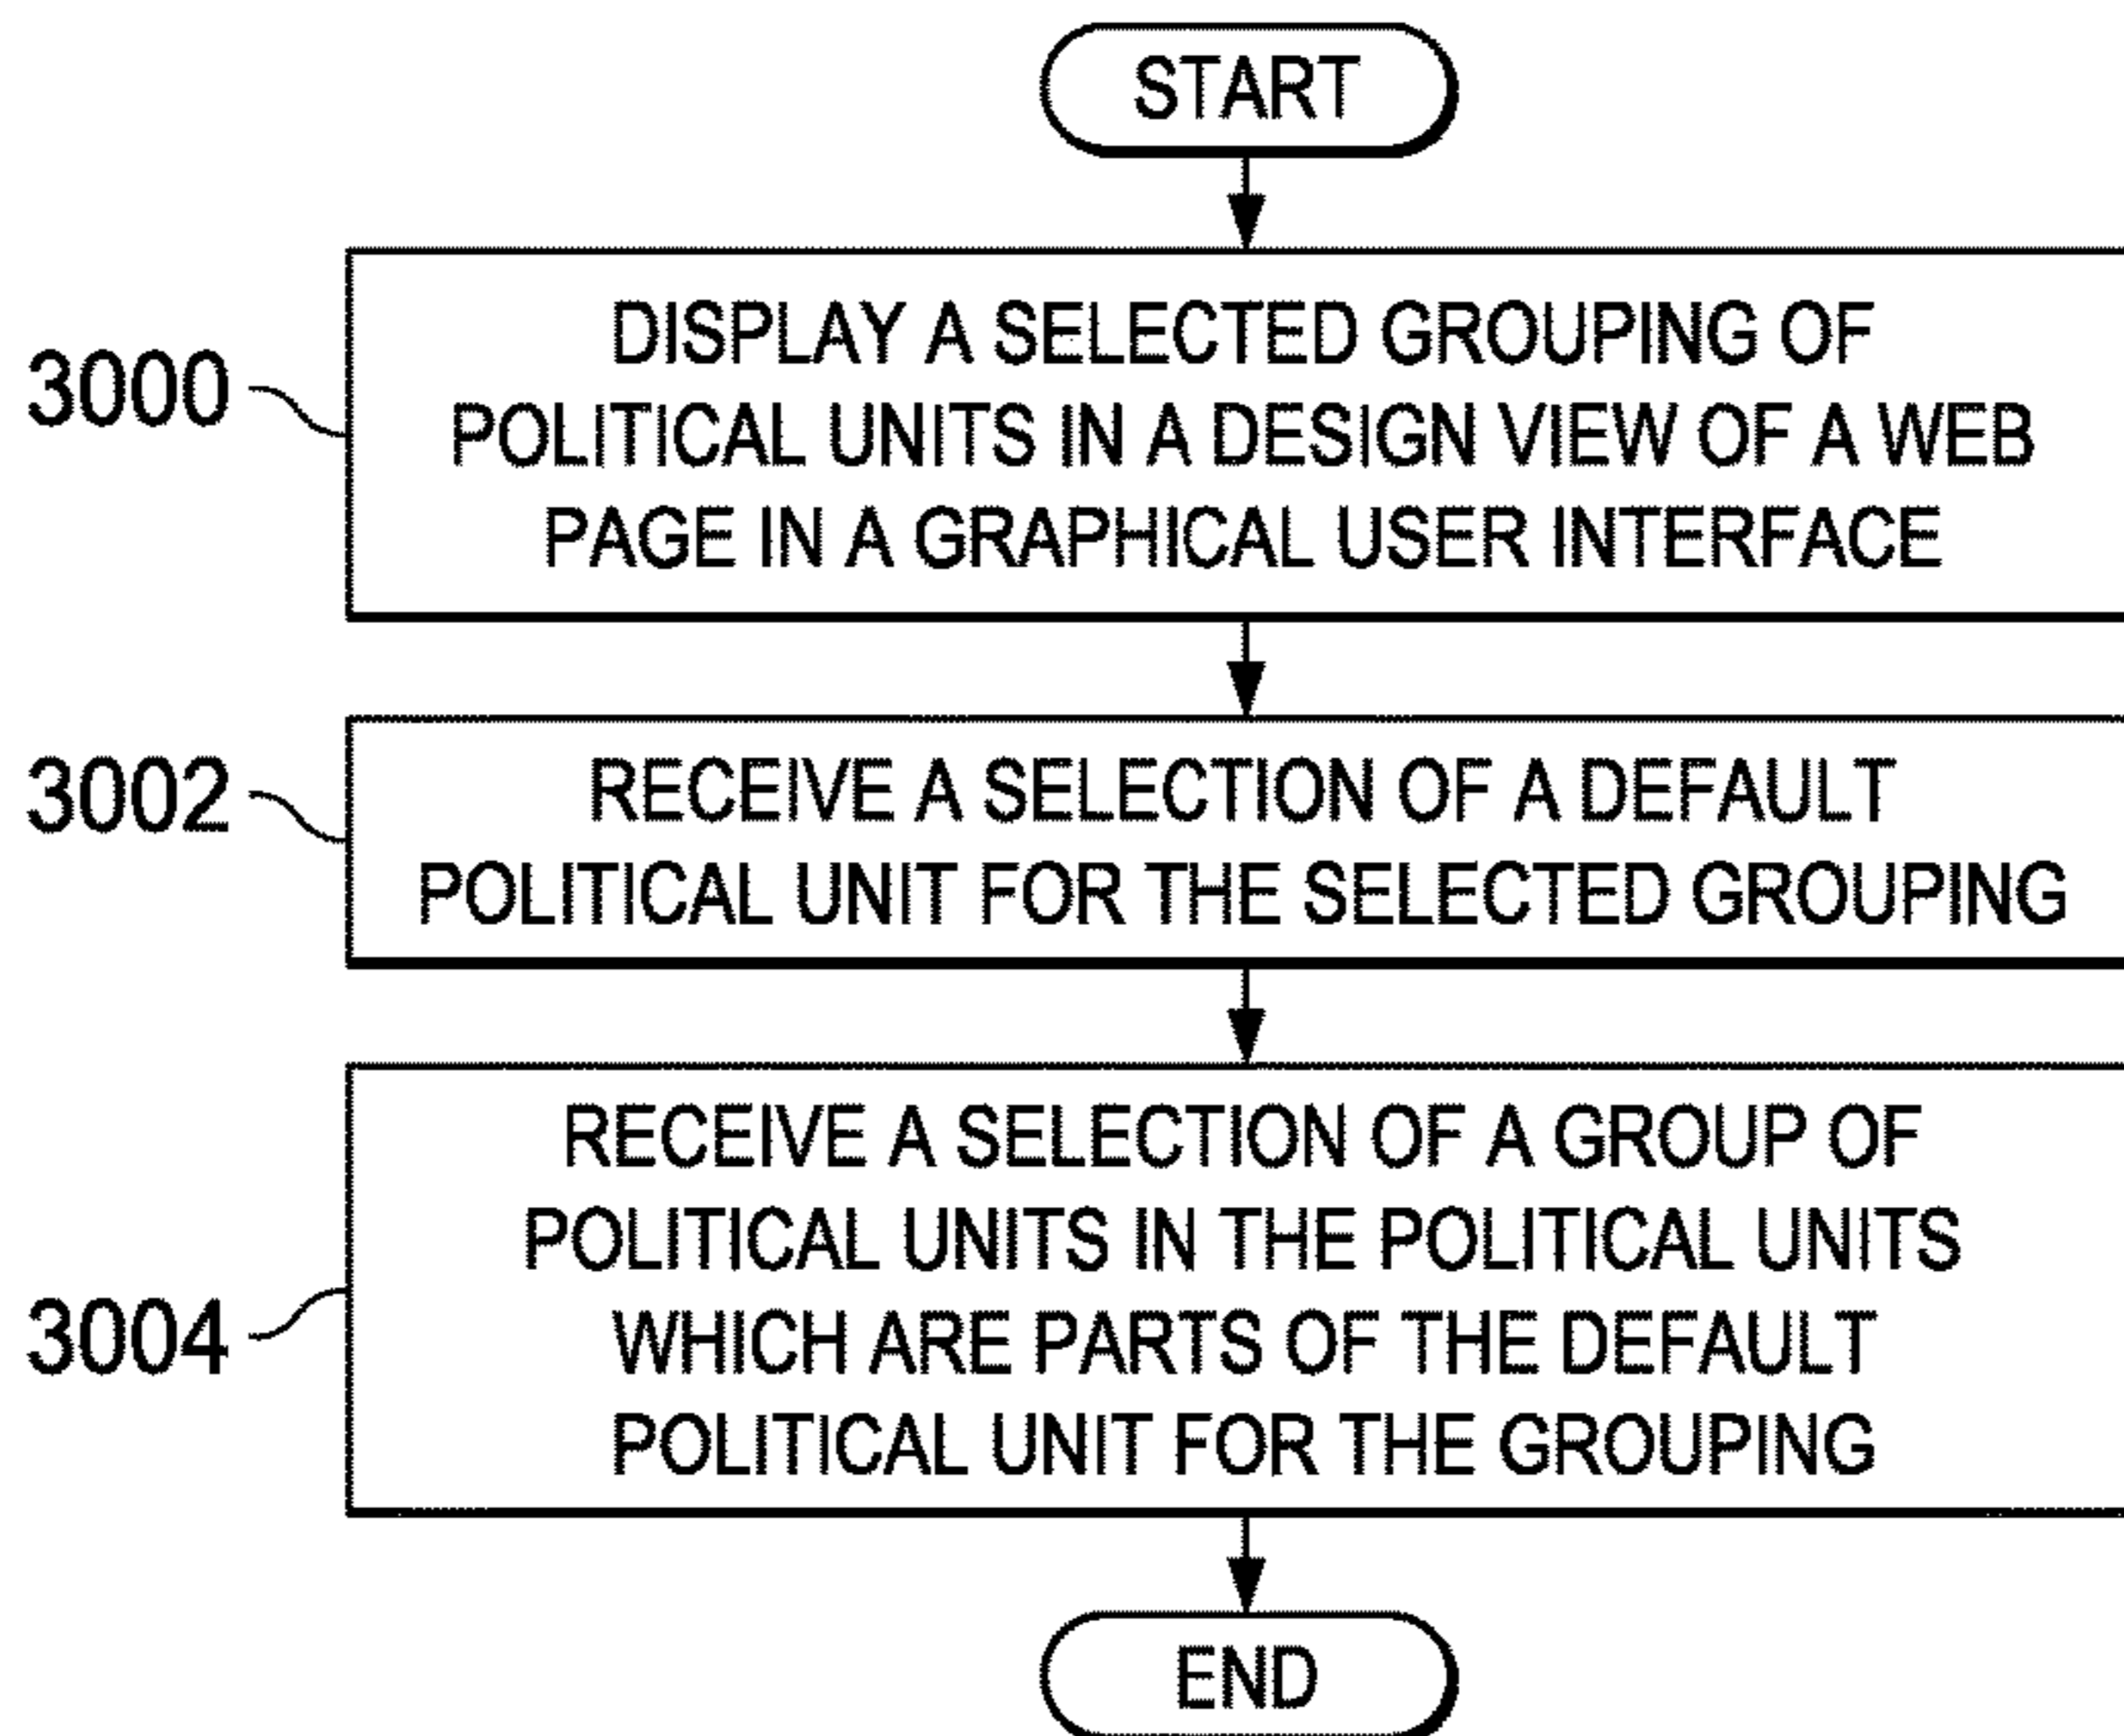 START
3000
DISPLAY A SELECTED GROUPING OF
POLITICAL UNITS IN A DESIGN VIEW OF A WEB
PAGE IN A GRAPHICAL USER INTERFACE
3002
RECEIVE A SELECTION OF A DEFAULT
POLITICAL UNIT FOR THE SELECTED GROUPING
3004
RECEIVE A SELECTION OF A GROUP OF
POLITICAL UNITS IN THE POLITICAL UNITS
WHICH ARE PARTS OF THE DEFAULT
POLITICAL UNIT FOR THE GROUPING
END